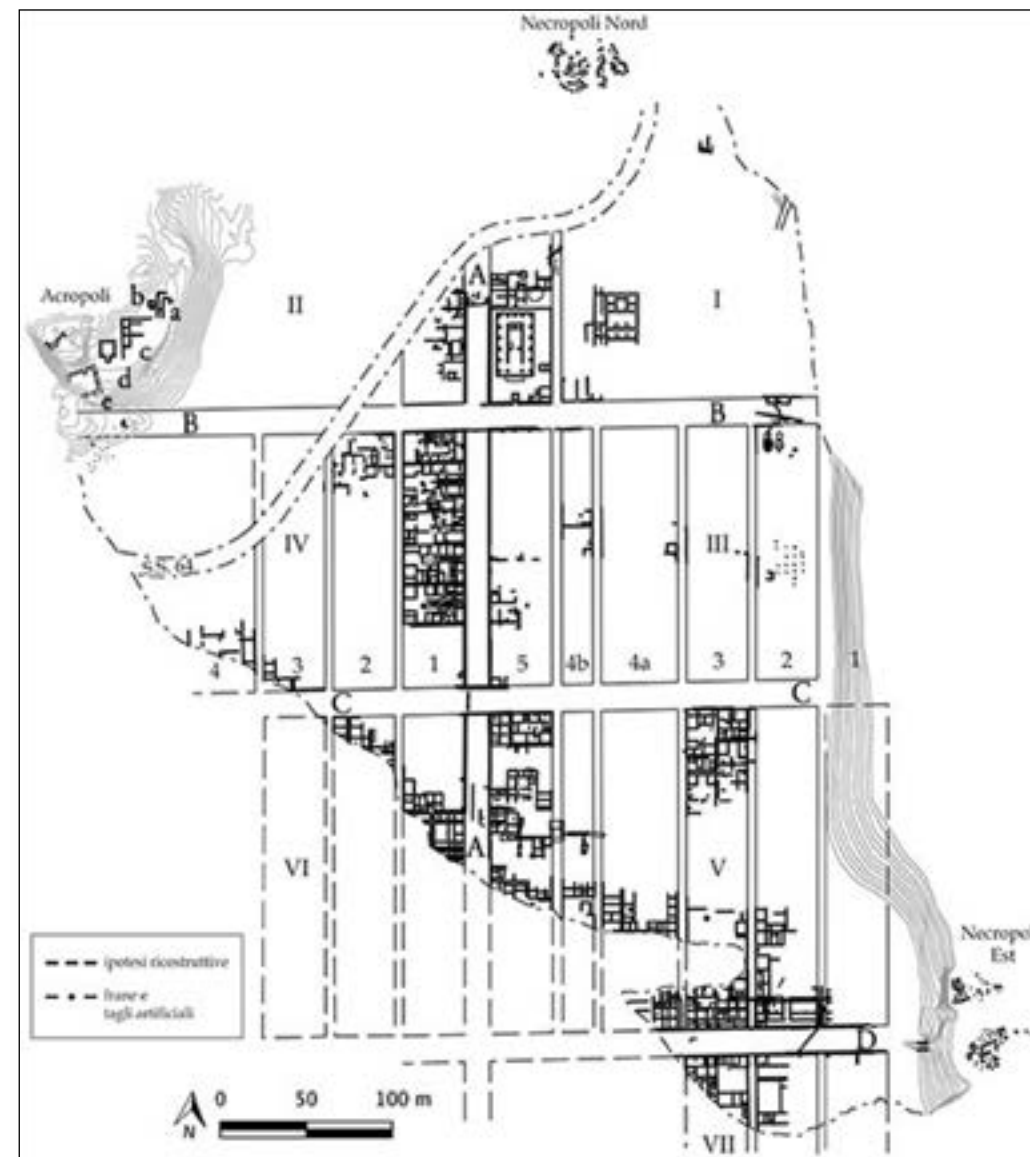 Necropoli Nord
Acropoli
b
a
c
d
e
II
A
I
B
B
IV
III
4
3
2
1
5
4b
4a
3
2
1
C
C
VI
A
V
Necropoli
Est
D
VII
ipotesi ricostruttive
frane e
tagli artificiali
N
0
50
100 m